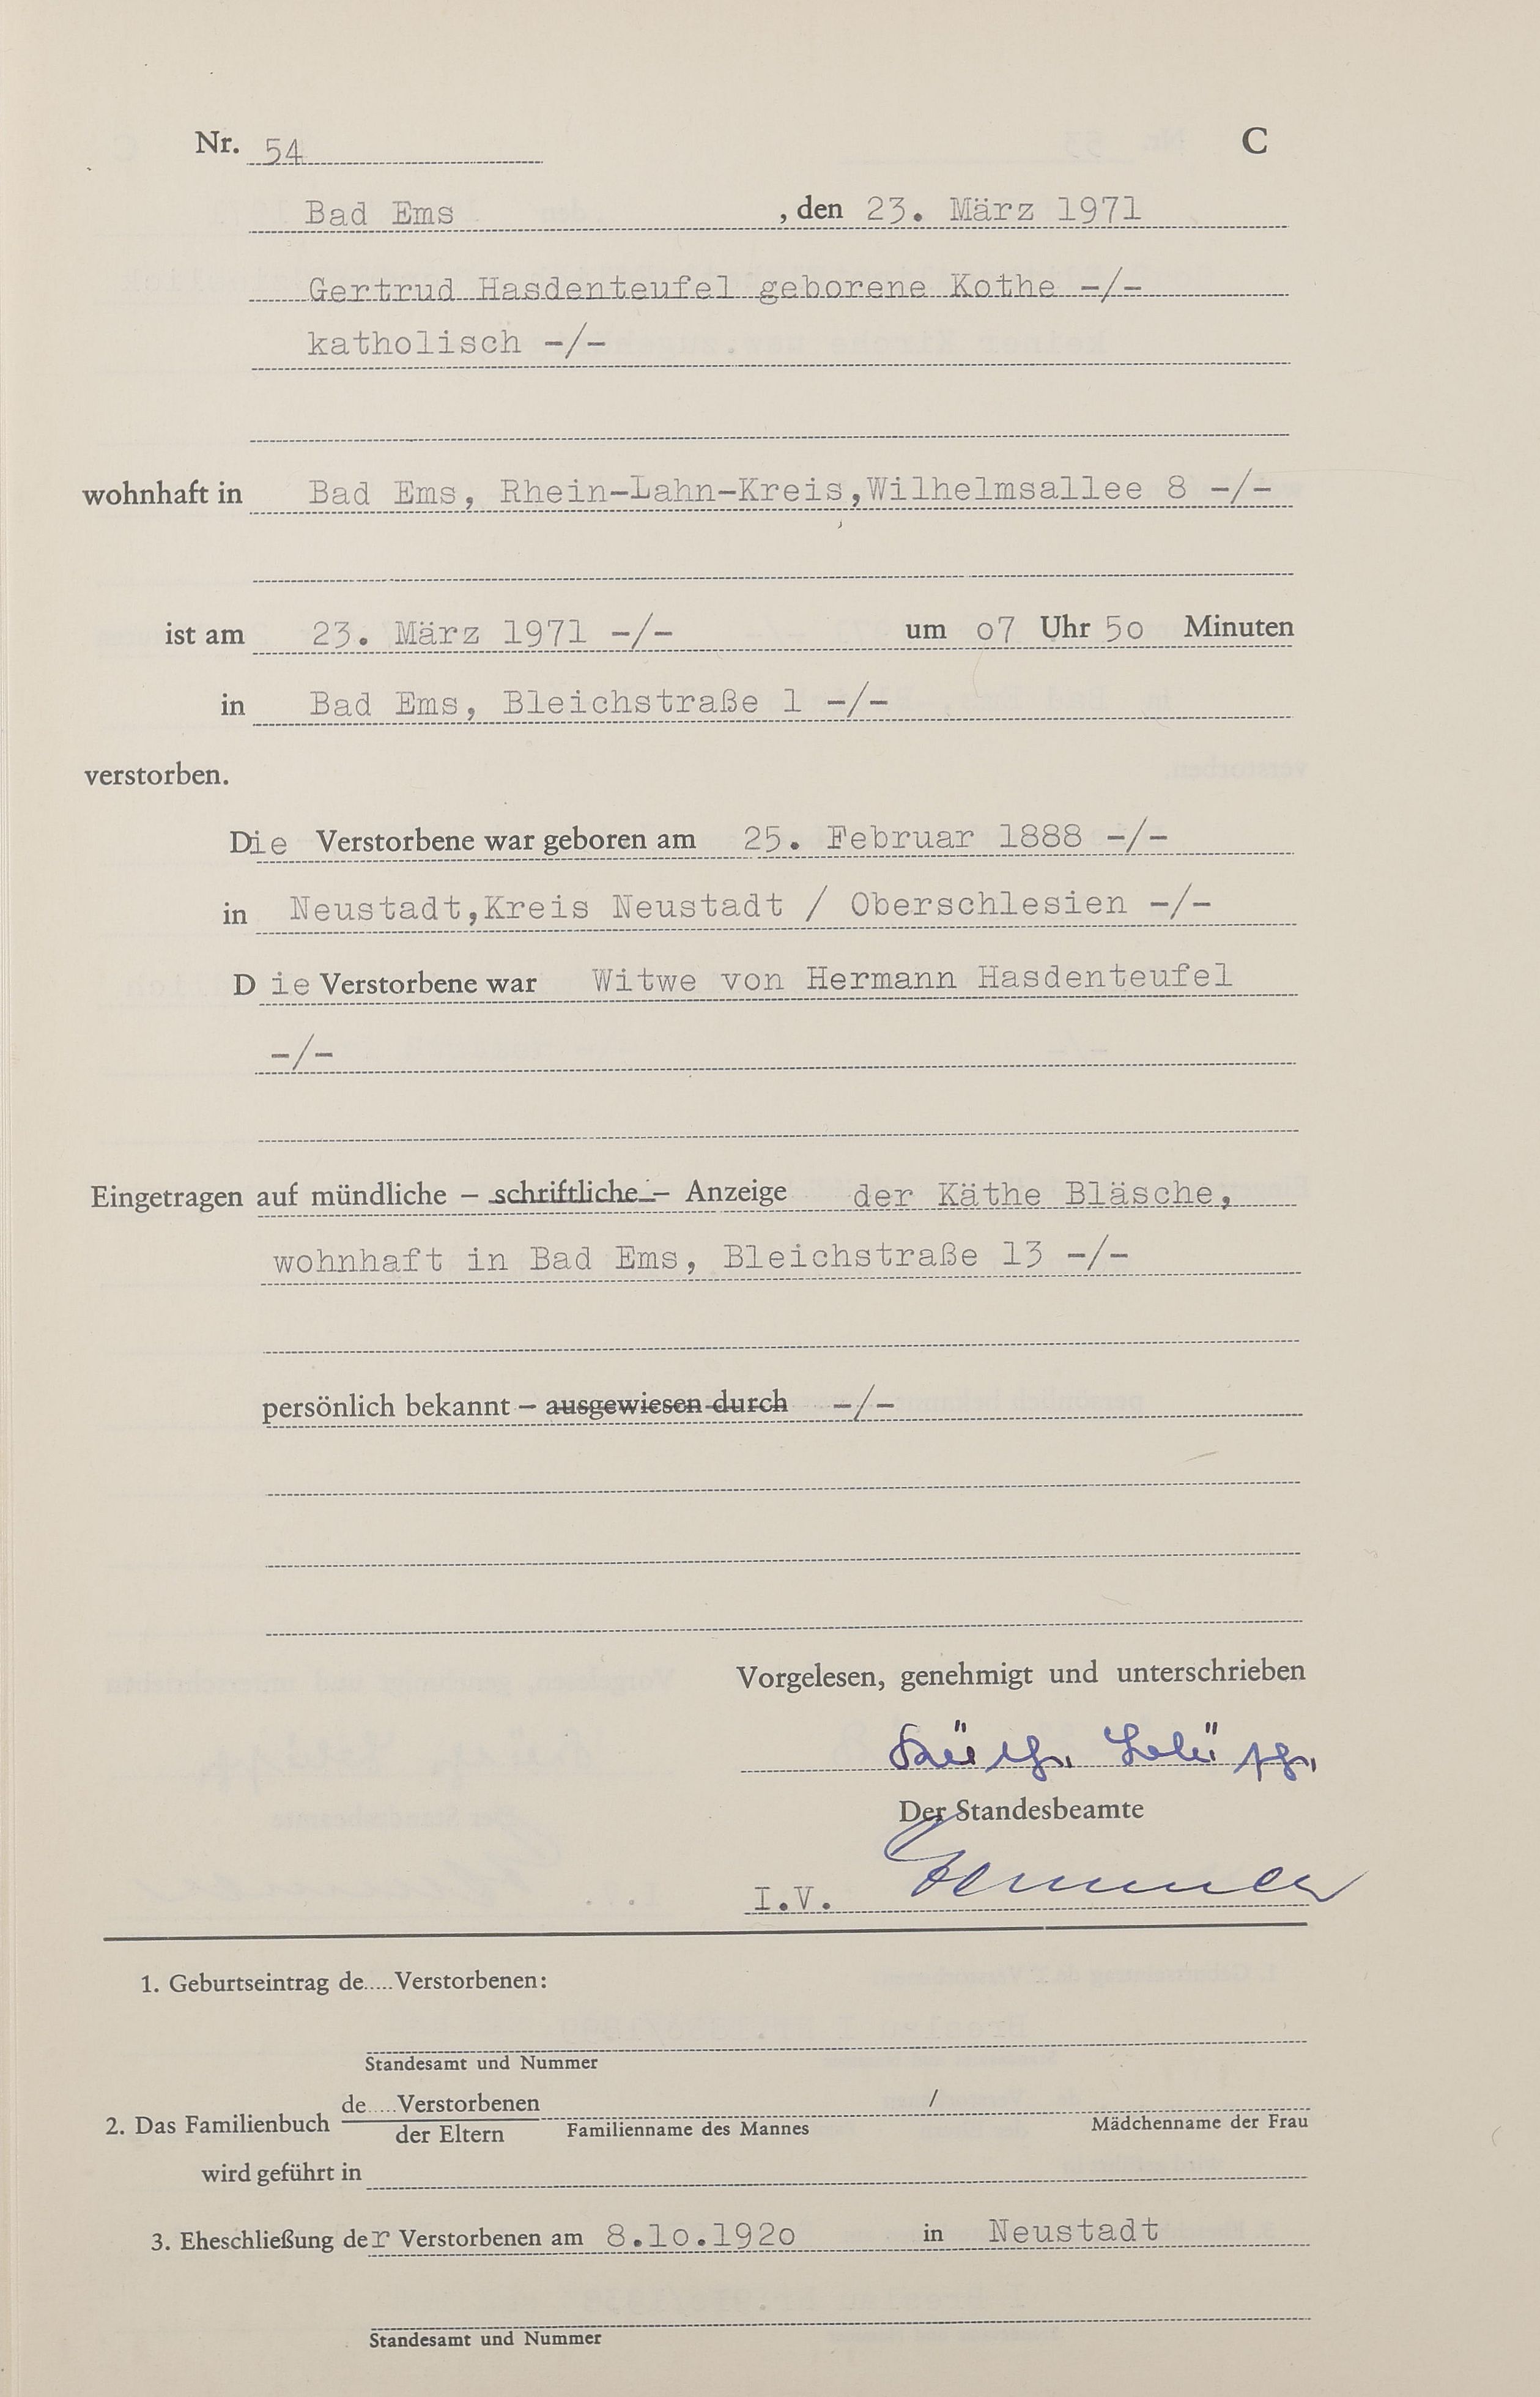 Nr. 54 C
Bad Ems , den 23. März 1971
Gertrud Hasdenteufel geborene Kothe -/-
katholisch -/-
wohnhaft in Bad Ems, Rhein-Lahn-Kreis,Wilhelmsallee 8 -/-
ist am 23. März 1971 -/- um o7 Uhr 5o Minuten
in Bad Ems, Bleichstraße 1 -/-
verstorben.
Die Verstorbene war geboren am 25. Februar 1888 -/-
in Neustadt,Kreis Neustadt / Oberschlesien -/-
Die Verstorbene war Witwe von Hermann Hasdenteufel
-/-
Eingetragen auf mündliche – schriftliche – Anzeige der Käthe Bläsche,
wohnhaft in Bad Ems, Bleichstraße 13 -/-
persönlich bekannt – ausgewiesen durch -/-
Vorgelesen, genehmigt und unterschrieben
Der Standesbeamte
I.V.
1. Geburtseintrag de.....Verstorbenen:
Standesamt und Nummer
2. Das Familienbuch de.....Verstorbenen /
der Eltern Familienname des Mannes Mädchenname der Frau
wird geführt in
3. Eheschließung der Verstorbenen am 8.1o.192o in Neustadt
Standesamt und Nummer